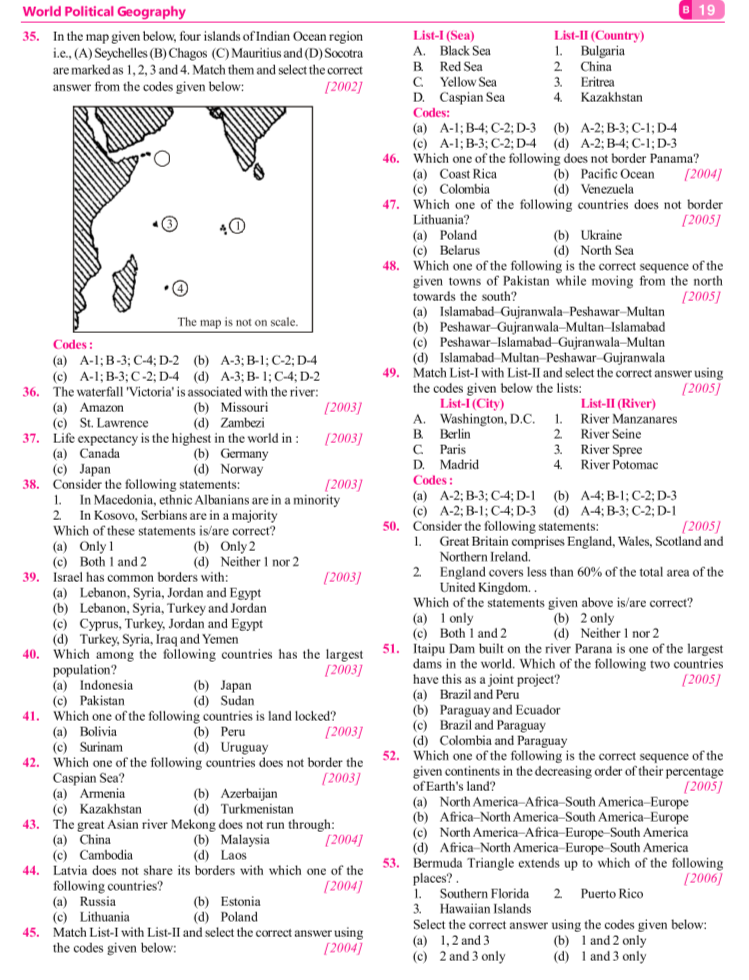 World Political Geography
B 19
35. In the map given below, four islands of Indian Ocean region
i.e., (A) Seychelles (B) Chagos (C) Mauritius and (D) Socotra
are marked as 1, 2, 3 and 4. Match them and select the correct
answer from the codes given below: [2002]
3
1
4
The map is not on scale.
Codes :
(a) A-1; B -3; C-4; D-2 (b) A-3; B-1; C-2; D-4
(c) A-1; B-3; C -2; D-4 (d) A-3; B- 1; C-4; D-2
36. The waterfall 'Victoria' is associated with the river:
(a) Amazon (b) Missouri [2003]
(c) St. Lawrence (d) Zambezi
37. Life expectancy is the highest in the world in : [2003]
(a) Canada (b) Germany
(c) Japan (d) Norway
38. Consider the following statements: [2003]
1. In Macedonia, ethnic Albanians are in a minority
2. In Kosovo, Serbians are in a majority
Which of these statements is/are correct?
(a) Only 1 (b) Only 2
(c) Both 1 and 2 (d) Neither 1 nor 2
39. Israel has common borders with: [2003]
(a) Lebanon, Syria, Jordan and Egypt
(b) Lebanon, Syria, Turkey and Jordan
(c) Cyprus, Turkey, Jordan and Egypt
(d) Turkey, Syria, Iraq and Yemen
40. Which among the following countries has the largest
population? [2003]
(a) Indonesia (b) Japan
(c) Pakistan (d) Sudan
41. Which one of the following countries is land locked?
(a) Bolivia (b) Peru [2003]
(c) Surinam (d) Uruguay
42. Which one of the following countries does not border the
Caspian Sea? [2003]
(a) Armenia (b) Azerbaijan
(c) Kazakhstan (d) Turkmenistan
43. The great Asian river Mekong does not run through:
(a) China (b) Malaysia [2004]
(c) Cambodia (d) Laos
44. Latvia does not share its borders with which one of the
following countries? [2004]
(a) Russia (b) Estonia
(c) Lithuania (d) Poland
45. Match List-I with List-II and select the correct answer using
the codes given below: [2004]
List-I (Sea) List-II (Country)
A. Black Sea 1. Bulgaria
B. Red Sea 2. China
C. Yellow Sea 3. Eritrea
D. Caspian Sea 4. Kazakhstan
Codes:
(a) A-1; B-4; C-2; D-3 (b) A-2; B-3; C-1; D-4
(c) A-1; B-3; C-2; D-4 (d) A-2; B-4; C-1; D-3
46. Which one of the following does not border Panama?
(a) Coast Rica (b) Pacific Ocean [2004]
(c) Colombia (d) Venezuela
47. Which one of the following countries does not border
Lithuania? [2005]
(a) Poland (b) Ukraine
(c) Belarus (d) North Sea
48. Which one of the following is the correct sequence of the
given towns of Pakistan while moving from the north
towards the south? [2005]
(a) Islamabad–Gujranwala–Peshawar–Multan
(b) Peshawar–Gujranwala–Multan–Islamabad
(c) Peshawar–Islamabad–Gujranwala–Multan
(d) Islamabad–Multan–Peshawar–Gujranwala
49. Match List-I with List-II and select the correct answer using
the codes given below the lists: [2005]
List-I (City) List-II (River)
A. Washington, D.C. 1. River Manzanares
B. Berlin 2. River Seine
C. Paris 3. River Spree
D. Madrid 4. River Potomac
Codes :
(a) A-2; B-3; C-4; D-1 (b) A-4; B-1; C-2; D-3
(c) A-2; B-1; C-4; D-3 (d) A-4; B-3; C-2; D-1
50. Consider the following statements: [2005]
1. Great Britain comprises England, Wales, Scotland and
Northern Ireland.
2. England covers less than 60% of the total area of the
United Kingdom. .
Which of the statements given above is/are correct?
(a) 1 only (b) 2 only
(c) Both 1 and 2 (d) Neither 1 nor 2
51. Itaipu Dam built on the river Parana is one of the largest
dams in the world. Which of the following two countries
have this as a joint project? [2005]
(a) Brazil and Peru
(b) Paraguay and Ecuador
(c) Brazil and Paraguay
(d) Colombia and Paraguay
52. Which one of the following is the correct sequence of the
given continents in the decreasing order of their percentage
of Earth's land? [2005]
(a) North America–Africa–South America–Europe
(b) Africa–North America–South America–Europe
(c) North America–Africa–Europe–South America
(d) Africa–North America–Europe–South America
53. Bermuda Triangle extends up to which of the following
places? . [2006]
1. Southern Florida 2. Puerto Rico
3. Hawaiian Islands
Select the correct answer using the codes given below:
(a) 1, 2 and 3 (b) 1 and 2 only
(c) 2 and 3 only (d) 1 and 3 only